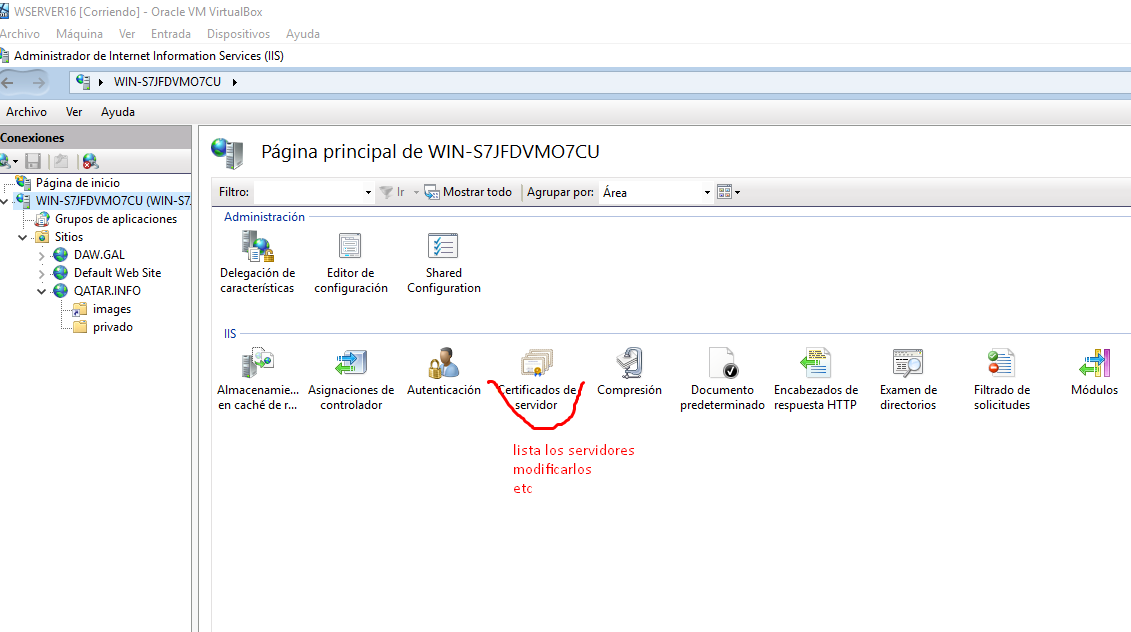 WSERVER16 [Corriendo] - Oracle VM VirtualBox
Archivo Máquina Ver Entrada Dispositivos Ayuda
Administrador de Internet Information Services (IIS)
WIN-S7JFDVMO7CU
Archivo Ver Ayuda
Conexiones
Página de inicio
WIN-S7JFDVMO7CU (WIN-S7.
Grupos de aplicaciones
Sitios
DAW.GAL
Default Web Site
QATAR.INFO
images
privado
Página principal de WIN-S7JFDVMO7CU
Filtro: Ir Mostrar todo Agrupar por: Área
Administración
Delegación de características
Editor de configuración
Shared Configuration
IIS
Almacenamie... en caché de r...
Asignaciones de controlador
Autenticación
Certificados de servidor
Compresión
Documento predeterminado
Encabezados de respuesta HTTP
Examen de directorios
Filtrado de solicitudes
Módulos
lista los servidores
modificarlos
etc